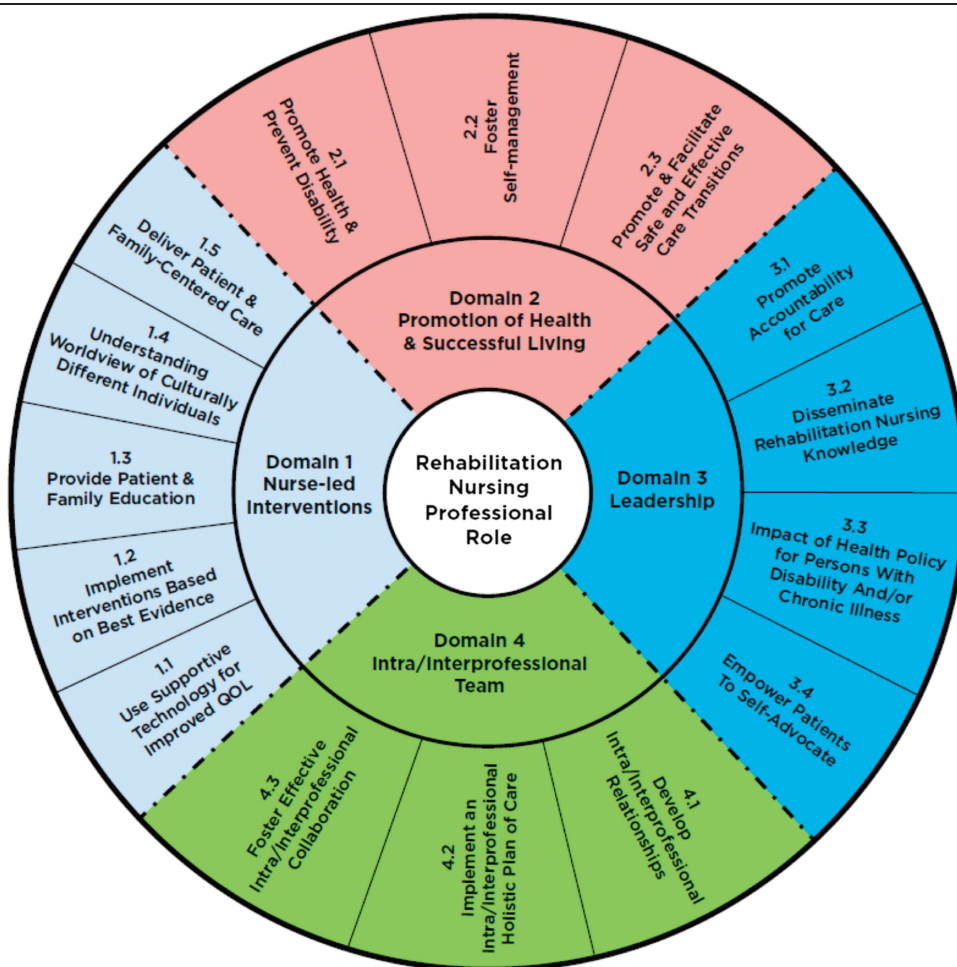 Rehabilitation
Nursing
Professional
Role
Domain 1
Nurse-led
Interventions
1.1
Use Supportive
Technology for
Improved QOL
1.2
Implement
Interventions Based
on Best Evidence
1.3
Provide Patient &
Family Education
1.4
Understanding
Worldview of Culturally
Different Individuals
1.5
Deliver Patient &
Family-Centered Care
Domain 2
Promotion of Health
& Successful Living
2.1
Promote Health &
Prevent Disability
2.2
Foster
Self-management
2.3
Promote & Facilitate
Safe and Effective
Care Transitions
Domain 3
Leadership
3.1
Promote
Accountability
for Care
3.2
Disseminate
Rehabilitation Nursing
Knowledge
3.3
Impact of Health Policy
for Persons With
Disability And/or
Chronic Illness
3.4
Empower Patients
To Self-Advocate
Domain 4
Intra/Interprofessional
Team
4.1
Develop
Intra/Interprofessional
Relationships
4.2
Implement an
Intra/Interprofessional
Holistic Plan of Care
4.3
Foster Effective
Intra/Interprofessional
Collaboration